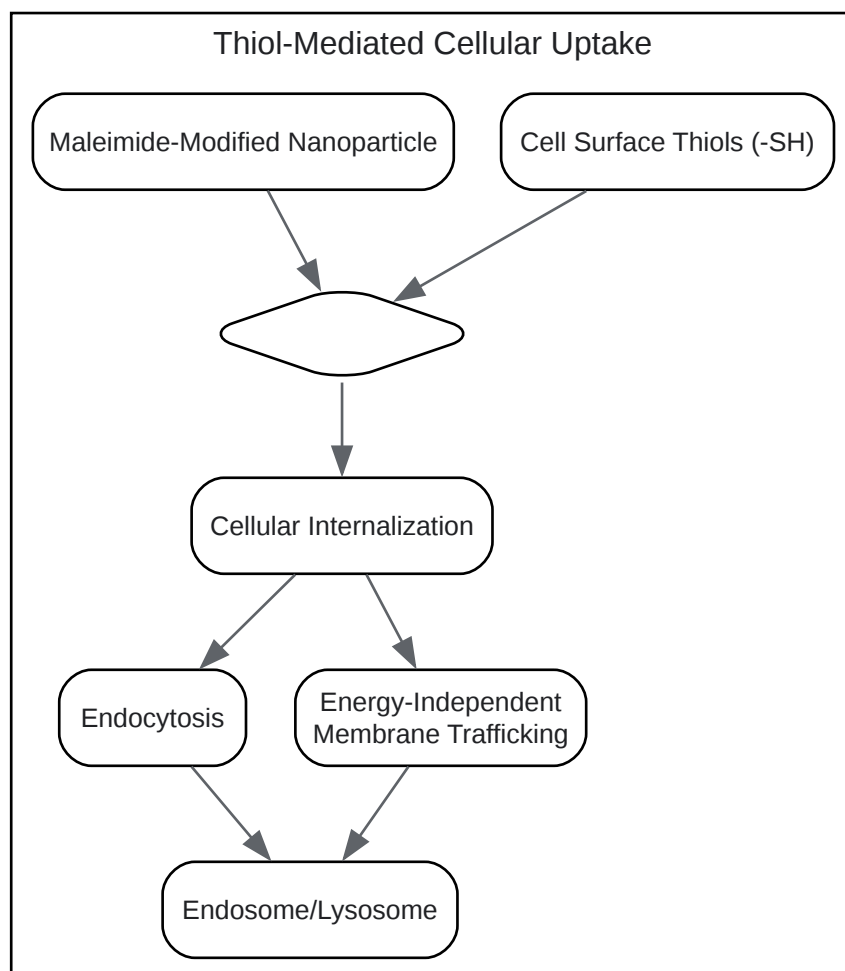 Thiol-Mediated Cellular Uptake
Maleimide-Modified Nanoparticle
Cell Surface Thiols (-SH)
Cellular Internalization
Endocytosis
Energy-Independent
Membrane Trafficking
Endosome/Lysosome